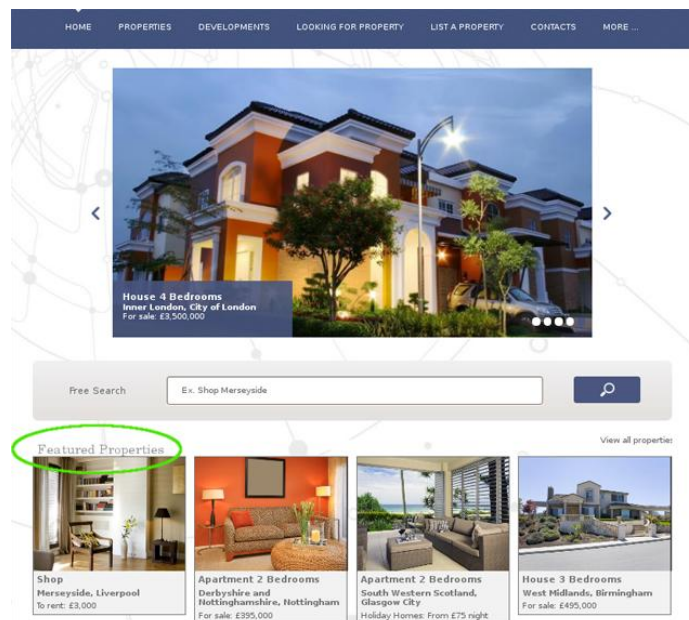 HOME PROPERTIES DEVELOPMENTS LOOKING FOR PROPERTY LIST A PROPERTY CONTACTS MORE ...
House 4 Bedrooms
Inner London, City of London
For sale: £3,500,000
Free Search
Ex. Shop Merseyside
Featured Properties
View all properties
Shop
Merseyside, Liverpool
To rent: £3,000
Apartment 2 Bedrooms
Derbyshire and
Nottinghamshire, Nottingham
For sale: £395,000
Apartment 2 Bedrooms
South Western Scotland,
Glasgow City
Holiday Homes: From £75 night
House 3 Bedrooms
West Midlands, Birmingham
For sale: £495,000